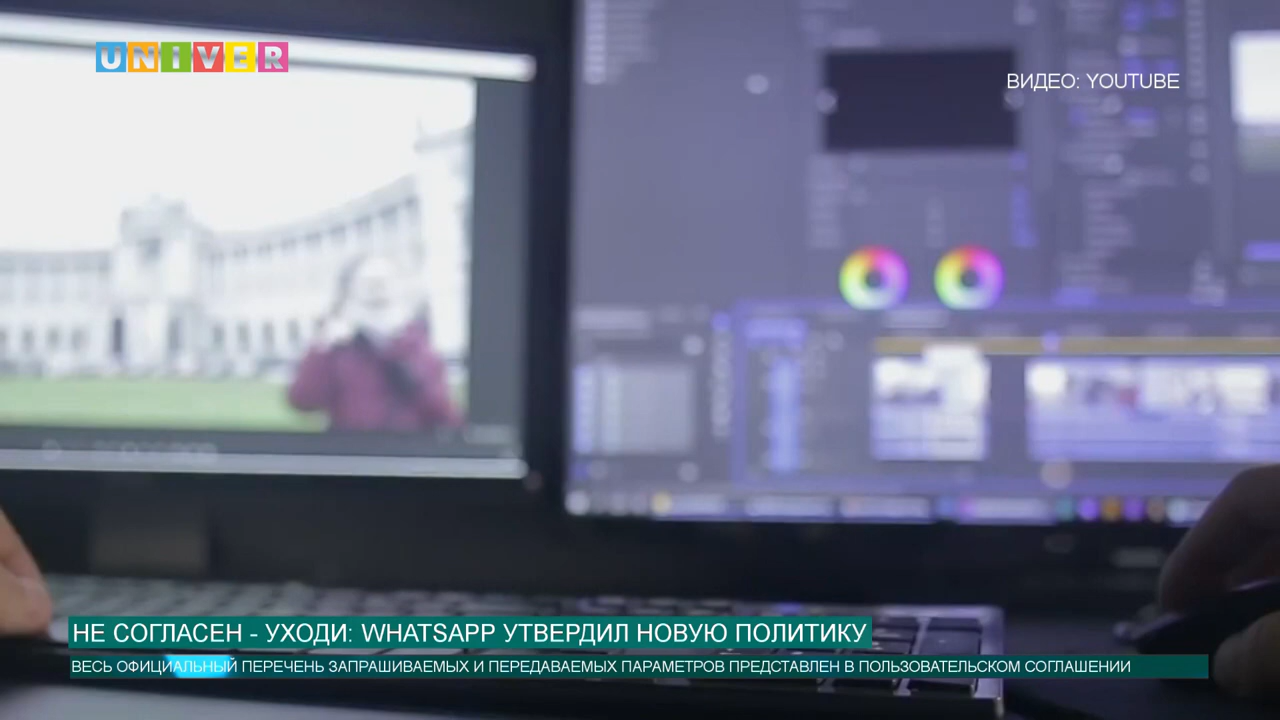 UNIVER
ВИДЕО: YOUTUBE
НЕ СОГЛАСЕН - УХОДИ: WHATSAPP УТВЕРДИЛ НОВУЮ ПОЛИТИКУ
ВЕСЬ ОФИЦИАЛЬНЫЙ ПЕРЕЧЕНЬ ЗАПРАШИВАЕМЫХ И ПЕРЕДАВАЕМЫХ ПАРАМЕТРОВ ПРЕДСТАВЛЕН В ПОЛЬЗОВАТЕЛЬСКОМ СОГЛАШЕНИИ